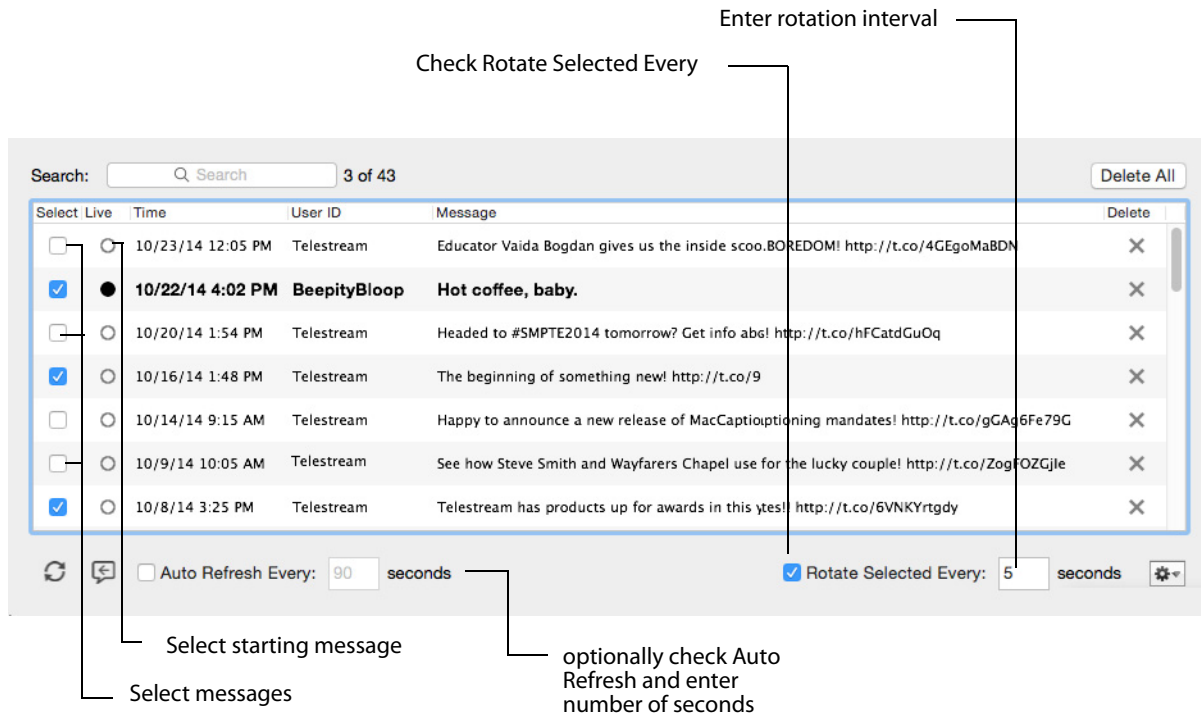 Enter rotation interval
Check Rotate Selected Every
Search: Search 3 of 43 Delete All
Select Live Time User ID Message Delete
10/23/14 12:05 PM Telestream Educator Vaida Bogdan gives us the inside scoo.BOREDOM! http://t.co/4GEgoMaBDN
10/22/14 4:02 PM BeepityBloop Hot coffee, baby.
10/20/14 1:54 PM Telestream Headed to #SMPTE2014 tomorrow? Get info abs! http://t.co/hFCatdGuOq
10/16/14 1:48 PM Telestream The beginning of something new! http://t.co/9
10/14/14 9:15 AM Telestream Happy to announce a new release of MacCaptiouptioning mandates! http://t.co/gGAg6Fe79G
10/9/14 10:05 AM Telestream See how Steve Smith and Wayfarers Chapel use for the lucky couple! http://t.co/ZogFOZGjIe
10/8/14 3:25 PM Telestream Telestream has products up for awards in this ytes!! http://t.co/6VNKYrtgdy
Auto Refresh Every: 90 seconds Rotate Selected Every: 5 seconds
Select starting message
Select messages
optionally check Auto
Refresh and enter
number of seconds